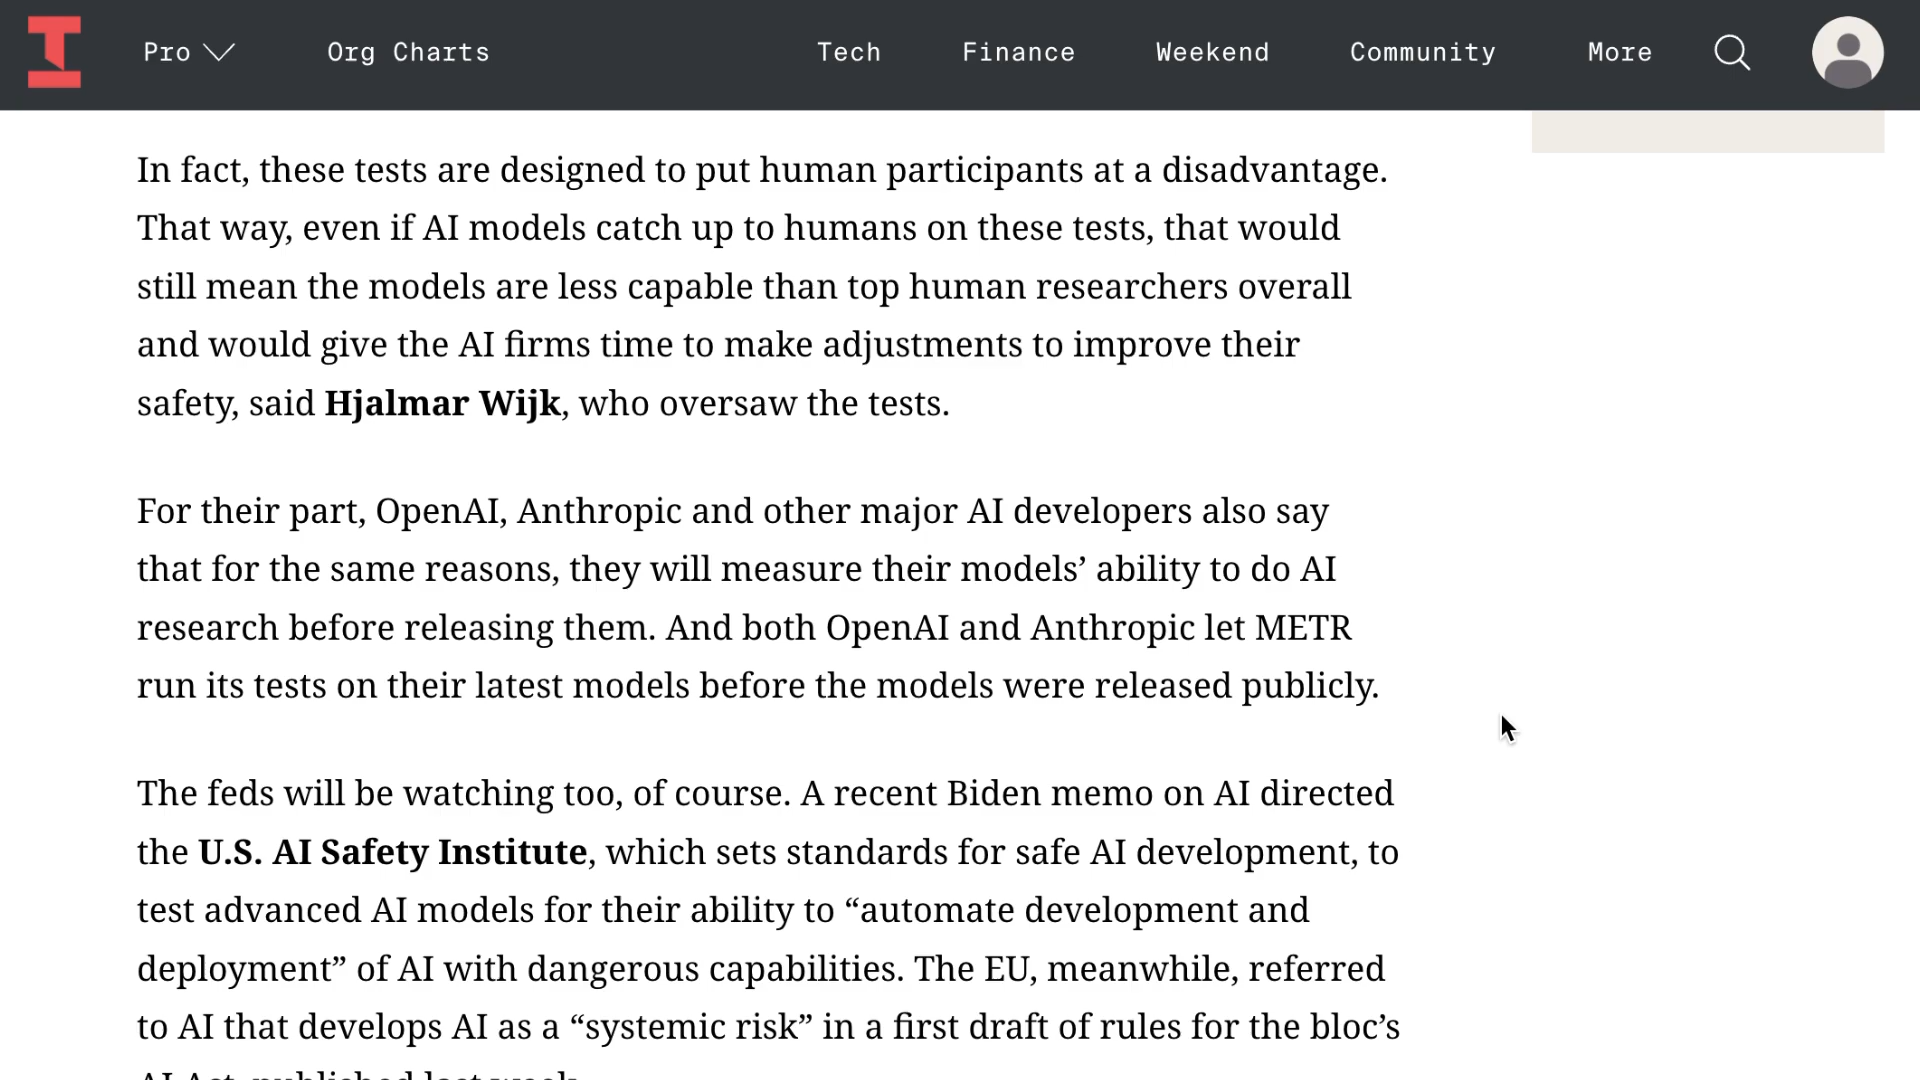 Pro
Org Charts
Tech
Finance
Weekend
Community
More
In fact, these tests are designed to put human participants at a disadvantage.
That way, even if AI models catch up to humans on these tests, that would
still mean the models are less capable than top human researchers overall
and would give the AI firms time to make adjustments to improve their
safety, said Hjalmar Wijk, who oversaw the tests.
For their part, OpenAI, Anthropic and other major AI developers also say
that for the same reasons, they will measure their models’ ability to do AI
research before releasing them. And both OpenAI and Anthropic let METR
run its tests on their latest models before the models were released publicly.
The feds will be watching too, of course. A recent Biden memo on AI directed
the U.S. AI Safety Institute, which sets standards for safe AI development, to
test advanced AI models for their ability to “automate development and
deployment” of AI with dangerous capabilities. The EU, meanwhile, referred
to AI that develops AI as a “systemic risk” in a first draft of rules for the bloc’s
AI Act, published last week.